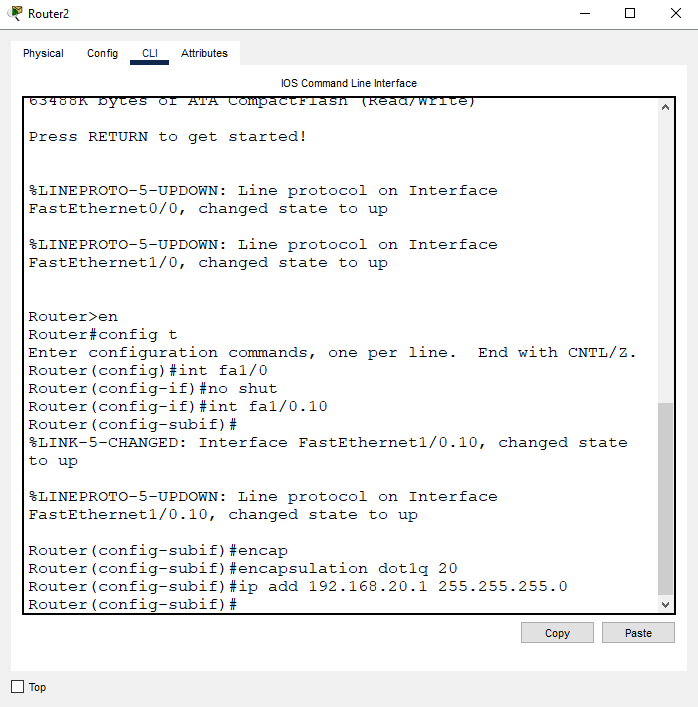 Router2
Physical Config CLI Attributes
IOS Command Line Interface
63488K bytes of ATA CompactFlash (Read/Write)
Press RETURN to get started!
%LINEPROTO-5-UPDOWN: Line protocol on Interface
FastEthernet0/0, changed state to up
%LINEPROTO-5-UPDOWN: Line protocol on Interface
FastEthernet1/0, changed state to up
Router>en
Router#config t
Enter configuration commands, one per line.  End with CNTL/Z.
Router(config)#int fa1/0
Router(config-if)#no shut
Router(config-if)#int fa1/0.10
Router(config-subif)#
%LINK-5-CHANGED: Interface FastEthernet1/0.10, changed state
to up
%LINEPROTO-5-UPDOWN: Line protocol on Interface
FastEthernet1/0.10, changed state to up
Router(config-subif)#encap
Router(config-subif)#encapsulation dot1q 20
Router(config-subif)#ip add 192.168.20.1 255.255.255.0
Router(config-subif)#
Copy Paste
Top